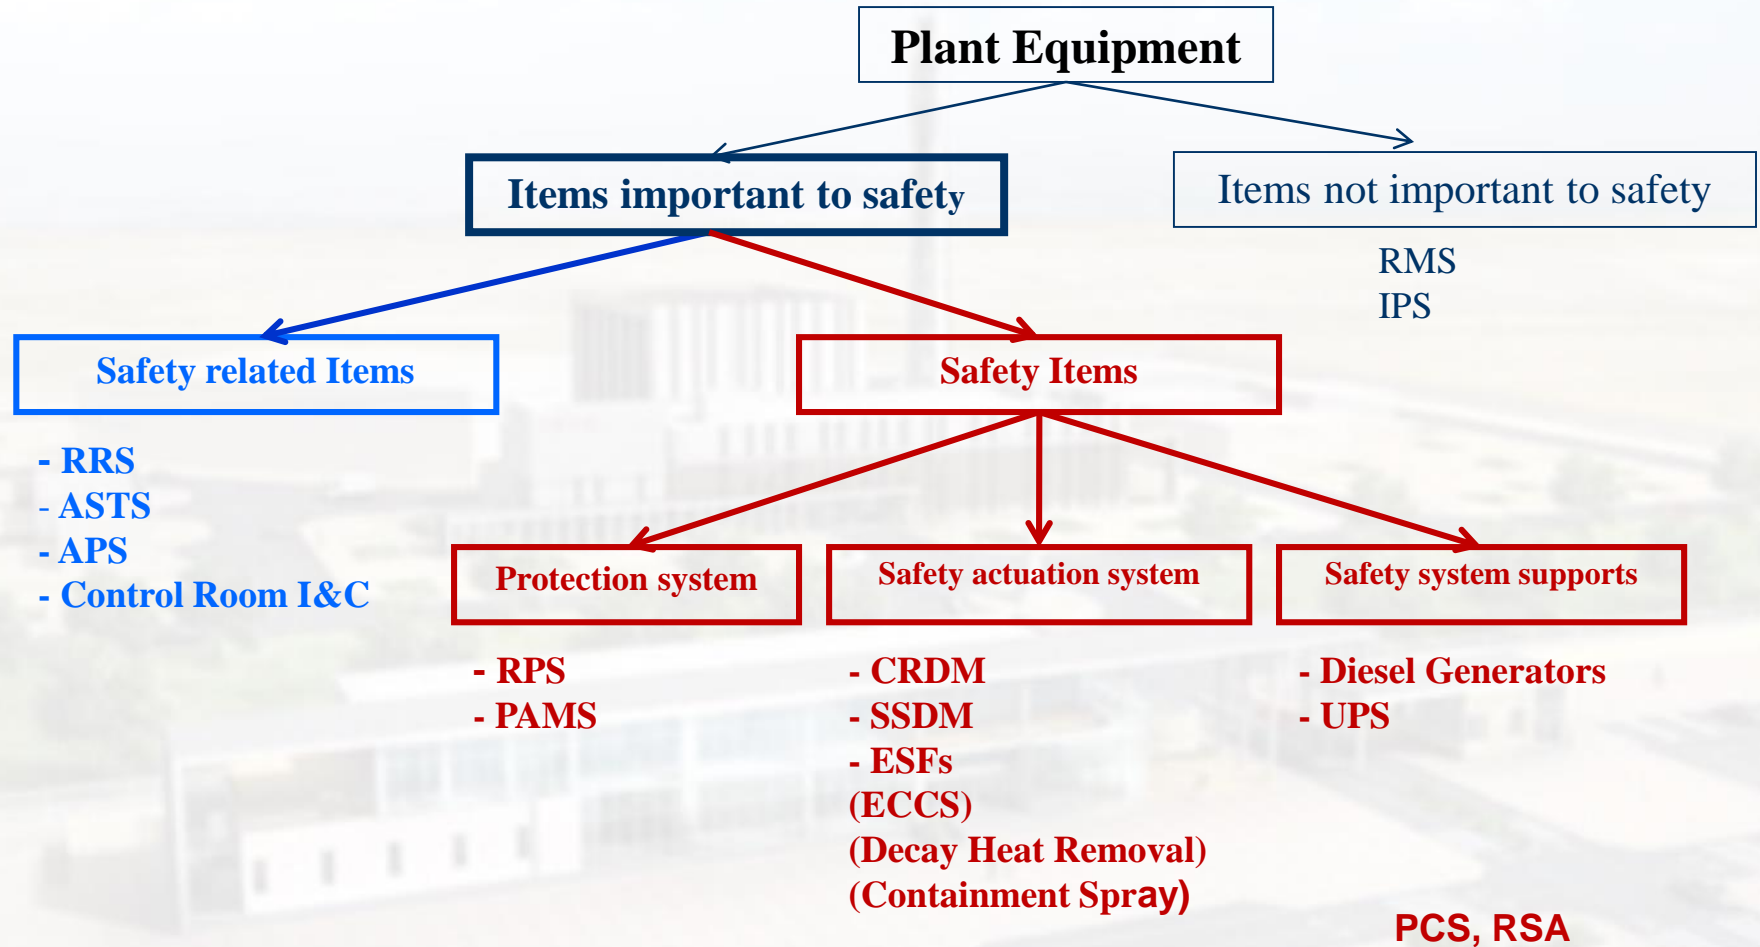 Plant Equipment
Items important to safety
Items not important to safety
RMS
IPS
Safety related Items
Safety Items
- RRS
- ASTS
- APS
- Control Room I&C
Protection system
Safety actuation system
Safety system supports
- RPS
- PAMS
- CRDM
- SSDM
- ESFs
(ECCS)
(Decay Heat Removal)
(Containment Spray)
- Diesel Generators
- UPS
PCS, RSA